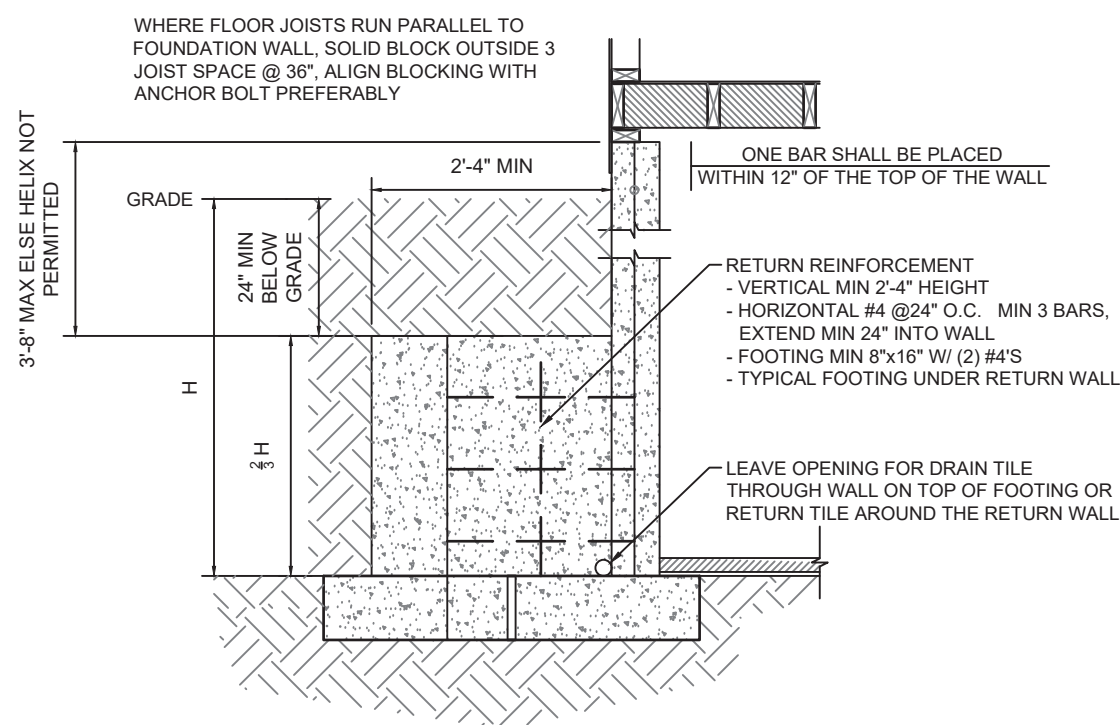 WHERE FLOOR JOISTS RUN PARALLEL TO
FOUNDATION WALL, SOLID BLOCK OUTSIDE 3
JOIST SPACE @ 36", ALIGN BLOCKING WITH
ANCHOR BOLT PREFERABLY
3'-8" MAX ELSE HELIX NOT
PERMITTED
GRADE
2'-4" MIN
ONE BAR SHALL BE PLACED
WITHIN 12" OF THE TOP OF THE WALL
24" MIN
BELOW
GRADE
H
⅔ H
RETURN REINFORCEMENT
- VERTICAL MIN 2'-4" HEIGHT
- HORIZONTAL #4 @24" O.C. MIN 3 BARS,
EXTEND MIN 24" INTO WALL
- FOOTING MIN 8"x16" W/ (2) #4'S
- TYPICAL FOOTING UNDER RETURN WALL
LEAVE OPENING FOR DRAIN TILE
THROUGH WALL ON TOP OF FOOTING OR
RETURN TILE AROUND THE RETURN WALL